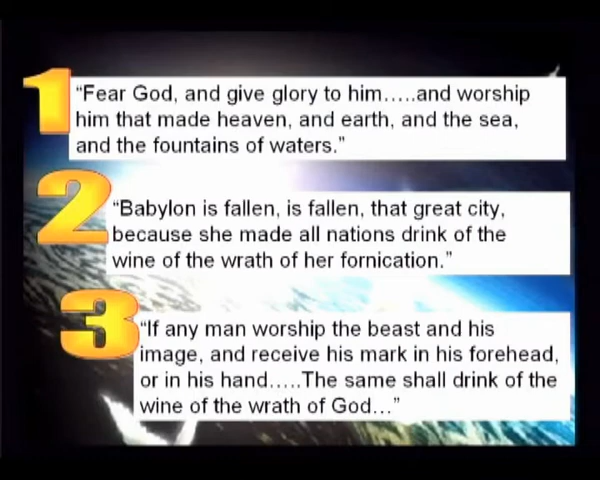 1
“Fear God, and give glory to him.....and worship
him that made heaven, and earth, and the sea,
and the fountains of waters.”
2
“Babylon is fallen, is fallen, that great city,
because she made all nations drink of the
wine of the wrath of her fornication.”
3
“If any man worship the beast and his
image, and receive his mark in his forehead,
or in his hand.....The same shall drink of the
wine of the wrath of God...”